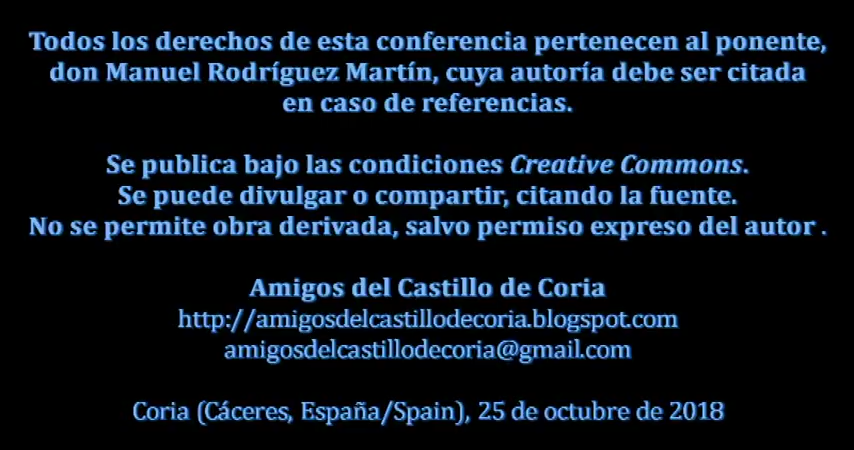 Todos los derechos de esta conferencia pertenecen al ponente,
don Manuel Rodríguez Martín, cuya autoría debe ser citada
en caso de referencias.
Se publica bajo las condiciones Creative Commons.
Se puede divulgar o compartir, citando la fuente.
No se permite obra derivada, salvo permiso expreso del autor .
Amigos del Castillo de Coria
http://amigosdelcastillodecoria.blogspot.com
amigosdelcastillodecoria@gmail.com
Coria (Cáceres, España/Spain), 25 de octubre de 2018